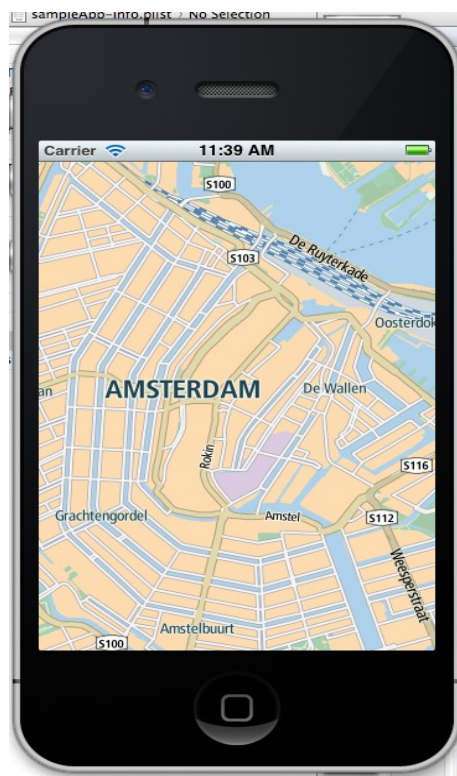 sampleApp-Info.plist › No Selection
Carrier 11:39 AM
S100
De Ruyterkade
S103
Oosterdok
an
AMSTERDAM
De Wallen
Rokin
S116
Grachtengordel
Amstel
S112
Weesperstraat
Amstelbuurt
S100